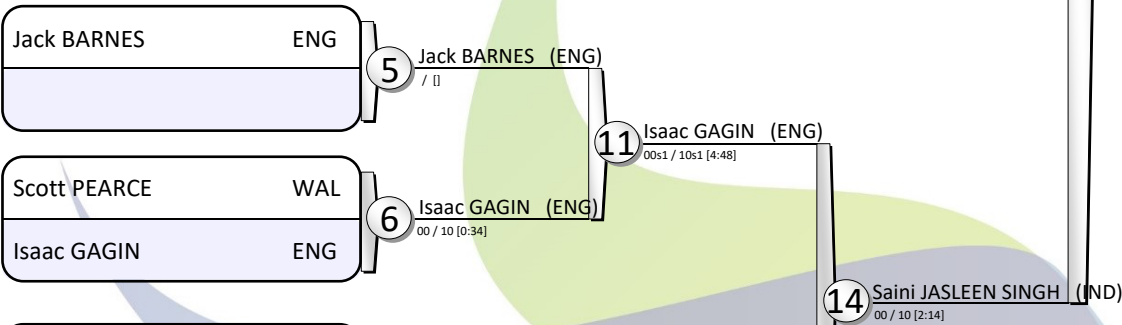 Jack BARNES ENG
5 Jack BARNES (ENG)
/ []
11 Isaac GAGIN (ENG)
00s1 / 10s1 [4:48]
Scott PEARCE WAL
Isaac GAGIN ENG
6 Isaac GAGIN (ENG)
00 / 10 [0:34]
14 Saini JASLEEN SINGH (IND)
00 / 10 [2:14]